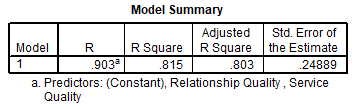 Model Summary
Model R R Square Adjusted R Square Std. Error of the Estimate
1 .903a .815 .803 .24889
a. Predictors: (Constant), Relationship Quality , Service
Quality